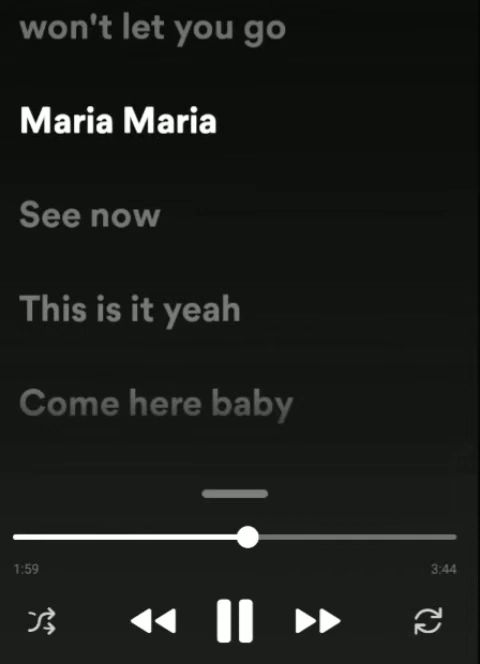 won't let you go
Maria Maria
See now
This is it yeah
Come here baby
1:59
3:44